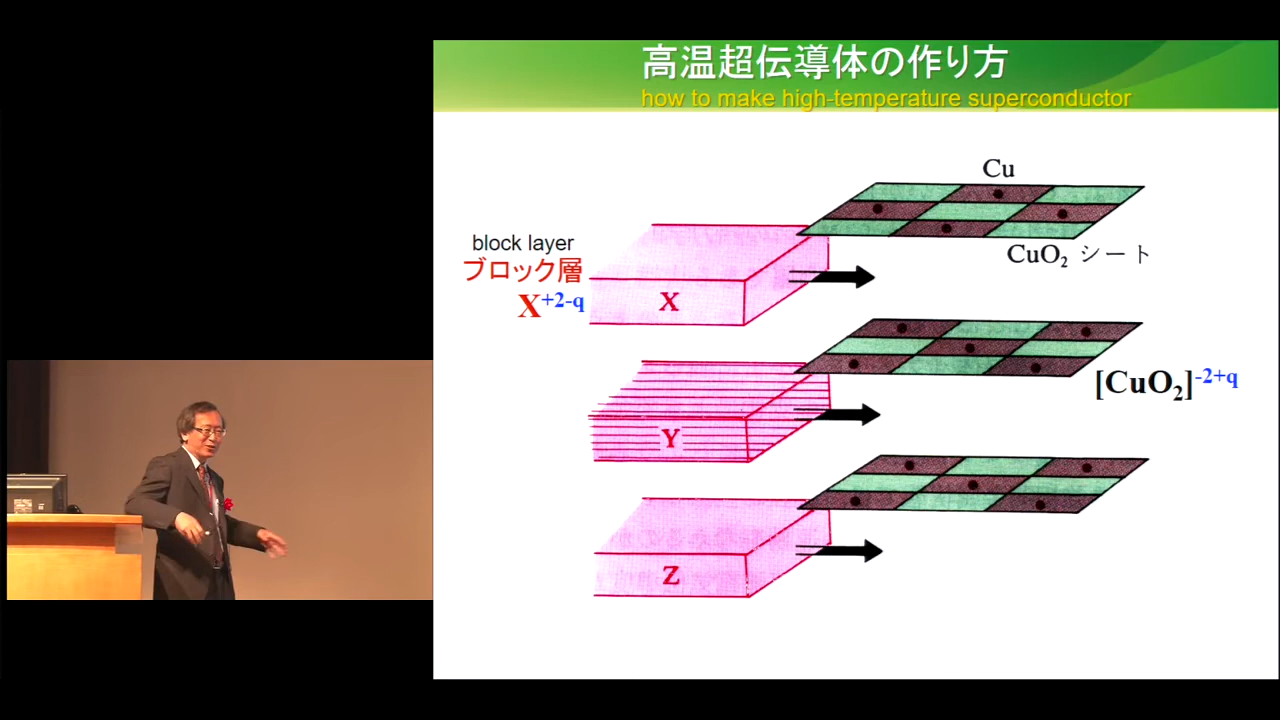 高温超伝導体の作り方
how to make high-temperature superconductor
Cu
CuO₂ シート
block layer
ブロック層
X⁺²⁻q
X
[CuO₂]⁻²⁺q
Y
Z